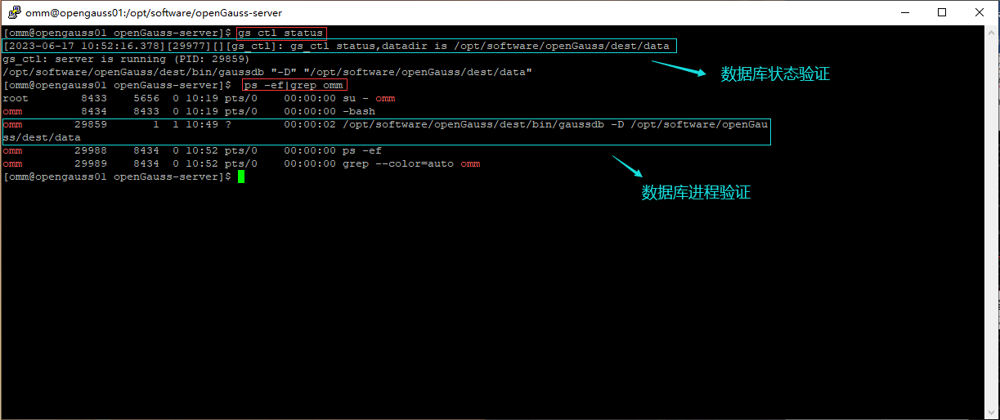 omm@opengauss01:/opt/software/openGauss-server
[omm@opengauss01 openGauss-server]$ gs_ctl status
[2023-06-17 10:52:16.378][29977][][gs_ctl]: gs_ctl status,datadir is /opt/software/openGauss/dest/data
gs_ctl: server is running (PID: 29859)
/opt/software/openGauss/dest/bin/gaussdb "-D" "/opt/software/openGauss/dest/data"
数据库状态验证
[omm@opengauss01 openGauss-server]$ ps -ef|grep omm
root 8433 5656 0 10:19 pts/0 00:00:00 su - omm
omm 8434 8433 0 10:19 pts/0 00:00:00 -bash
omm 29859 1 1 10:49 ? 00:00:02 /opt/software/openGauss/dest/bin/gaussdb -D /opt/software/openGau
ss/dest/data
omm 29988 8434 0 10:52 pts/0 00:00:00 ps -ef
omm 29989 8434 0 10:52 pts/0 00:00:00 grep --color=auto omm
[omm@opengauss01 openGauss-server]$
数据库进程验证